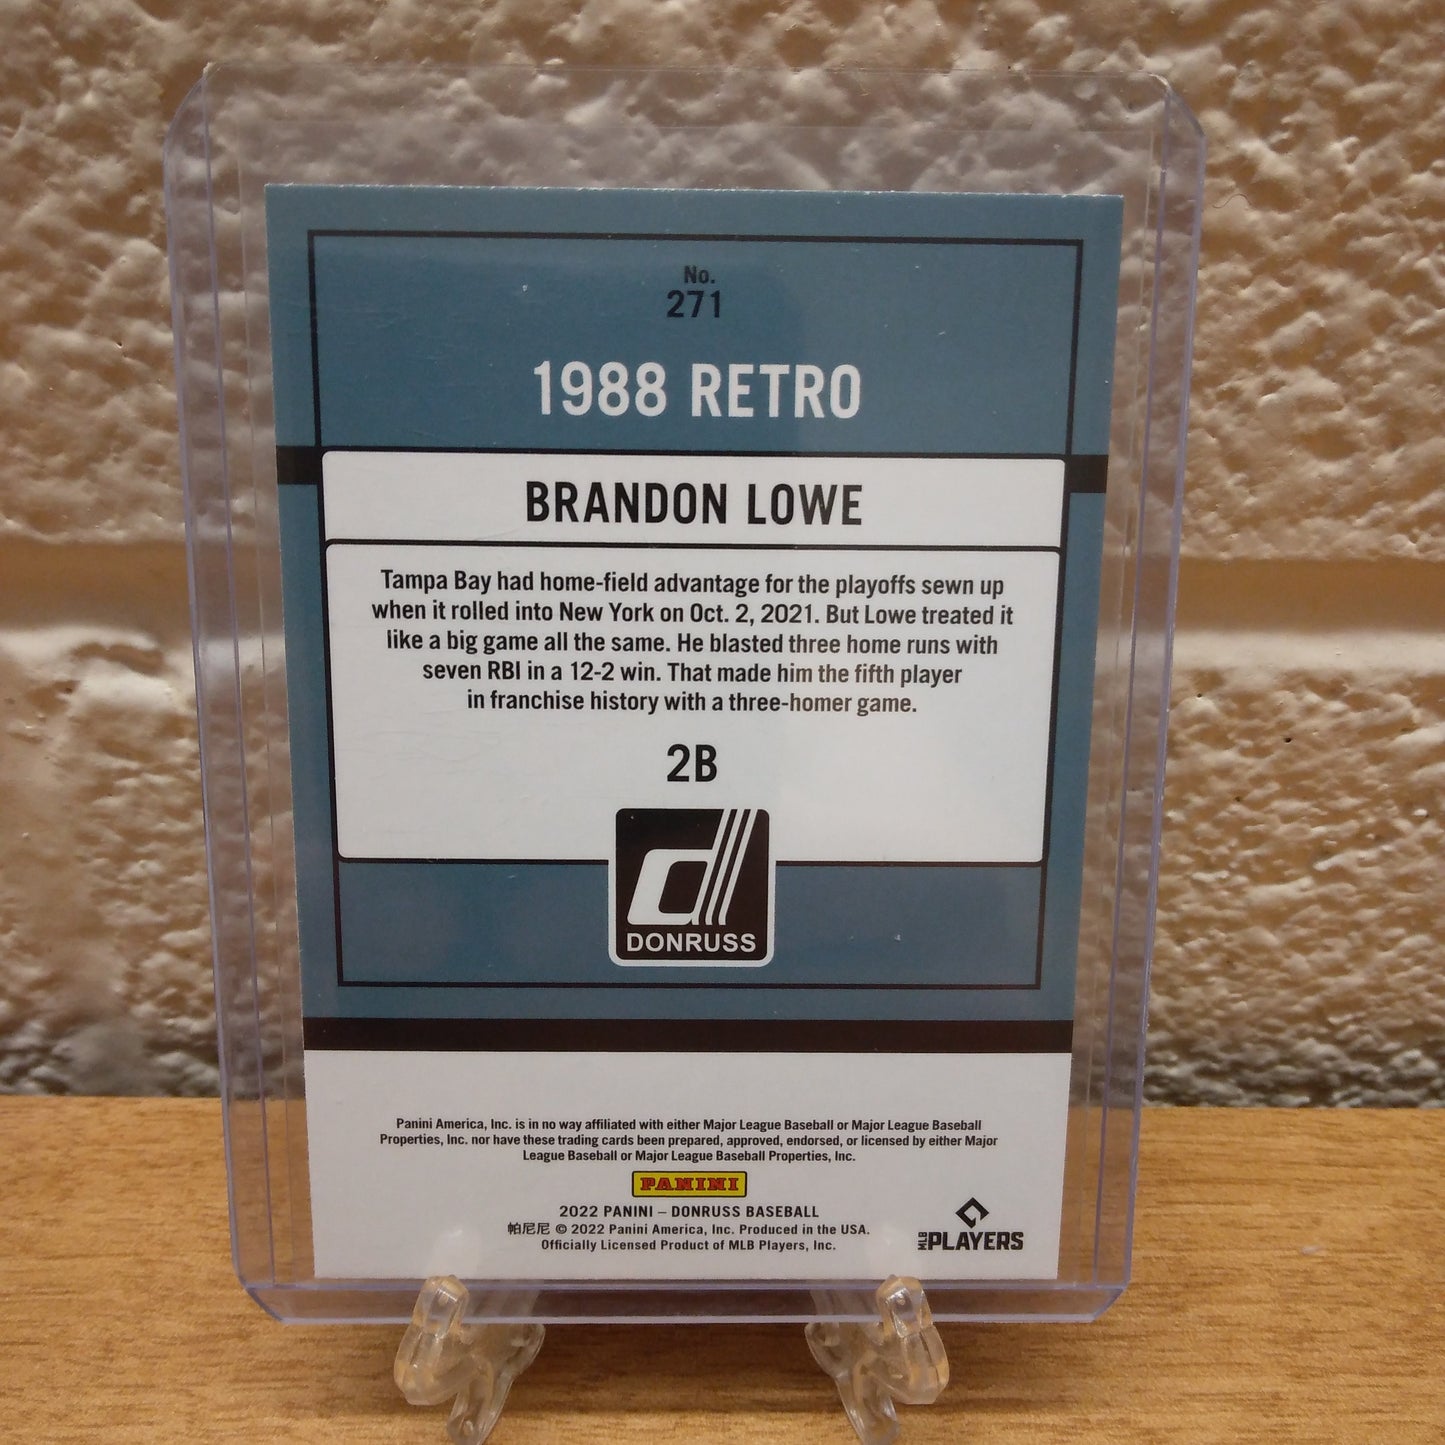 No.
271
1988 RETRO
BRANDON LOWE
Tampa Bay had home-field advantage for the playoffs sewn up
when it rolled into New York on Oct. 2, 2021. But Lowe treated it
like a big game all the same. He blasted three home runs with
seven RBI in a 12-2 win. That made him the fifth player
in franchise history with a three-homer game.
2B
DONRUSS
Panini America, Inc. is in no way affiliated with either Major League Baseball or Major League Baseball
Properties, Inc. nor have these trading cards been prepared, approved, endorsed, or licensed by either Major
League Baseball or Major League Baseball Properties, Inc.
PANINI
2022 PANINI – DONRUSS BASEBALL
帕尼尼 © 2022 Panini America, Inc. Produced in the USA.
Officially Licensed Product of MLB Players, Inc.
MLB PLAYERS